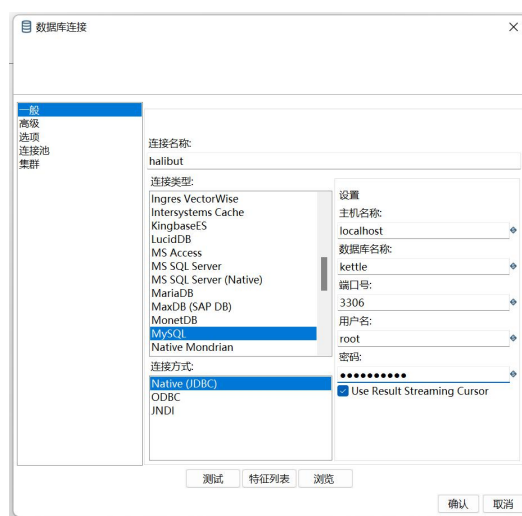 数据库连接
一般
高级
选项
连接池
集群
连接名称:
halibut
连接类型:
Ingres VectorWise
Intersystems Cache
KingbaseES
LucidDB
MS Access
MS SQL Server
MS SQL Server (Native)
MariaDB
MaxDB (SAP DB)
MonetDB
MySQL
Native Mondrian
连接方式:
Native (JDBC)
ODBC
JNDI
设置
主机名称:
localhost
数据库名称:
kettle
端口号:
3306
用户名:
root
密码:
●●●●●●●●●●
Use Result Streaming Cursor
测试
特征列表
浏览
确认
取消